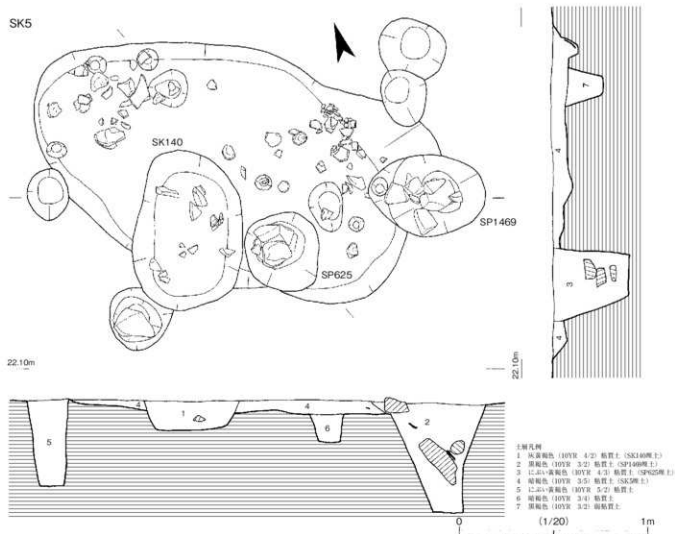 SK5
SK140
SP1469
SP625
22.10m
22.10m
7
4
3
4
4
1
4
2
5
6
土層凡例
1 灰黄褐色 (10YR 4/2) 粘質土 (SK140埋土)
2 黒褐色 (10YR 3/2) 粘質土 (SP1469埋土)
3 にぶい黄褐色 (10YR 4/3) 粘質土 (SP625埋土)
4 暗褐色 (10YR 3/5) 粘質土 (SK5埋土)
5 にぶい黄褐色 (10YR 5/2) 粘質土
6 暗褐色 (10YR 3/4) 粘質土
7 黒褐色 (10YR 3/2) 粘質土
0 (1/20) 1m